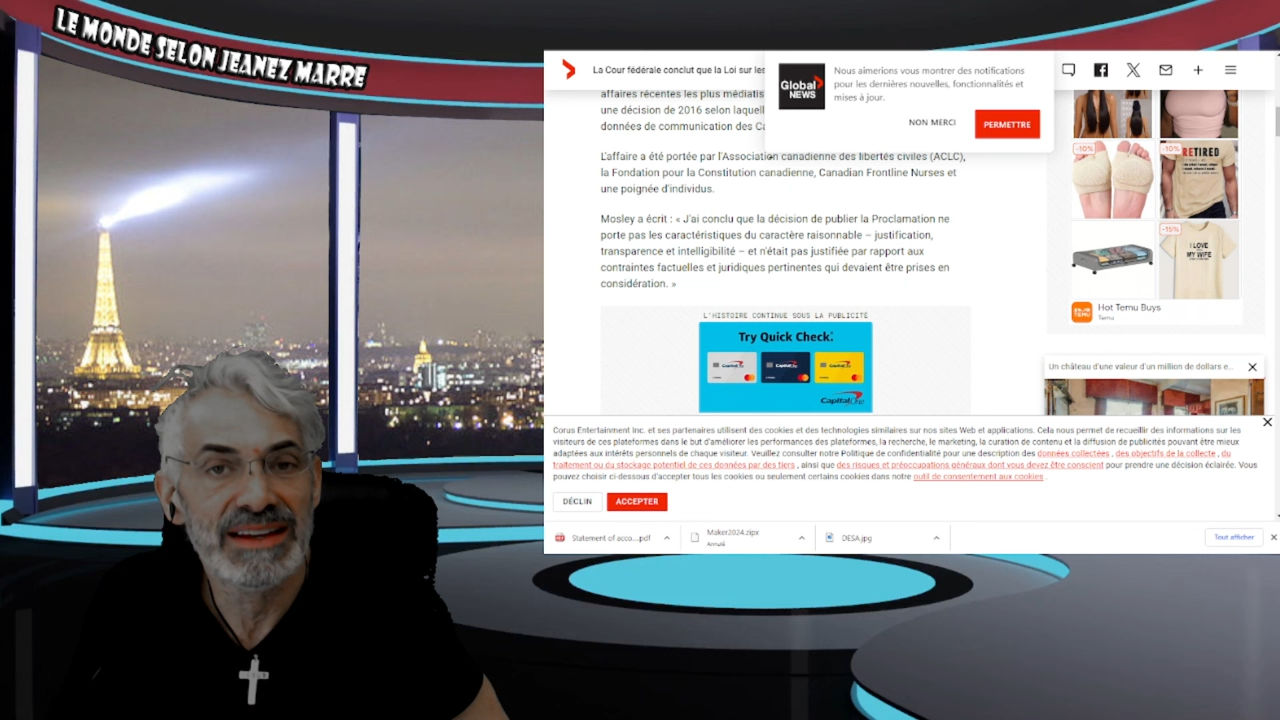 LE MONDE SELON JEANEZ MARRE
La Cour fédérale conclut que la Loi sur les
Global NEWS
Nous aimerions vous montrer des notifications
pour les dernières nouvelles, fonctionnalités et
mises à jour.
NON MERCI
PERMETTRE
affaires récentes les plus médiatis
une décision de 2016 selon laquell
données de communication des Ca
L'affaire a été portée par l'Association canadienne des libertés civiles (ACLC),
la Fondation pour la Constitution canadienne, Canadian Frontline Nurses et
une poignée d'individus.
Mosley a écrit : « J'ai conclu que la décision de publier la Proclamation ne
porte pas les caractéristiques du caractère raisonnable – justification,
transparence et intelligibilité – et n'était pas justifiée par rapport aux
contraintes factuelles et juridiques pertinentes qui devaient être prises en
considération. »
L'HISTOIRE CONTINUE SOUS LA PUBLICITÉ
Try Quick Check.
Capital One
-30%
-10%
RETIRED
-15%
I LOVE
MY WIFE
Hot Temu Buys
Temu
Un château d'une valeur d'un million de dollars e...
Corus Entertainment Inc. et ses partenaires utilisent des cookies et des technologies similaires sur nos sites Web et applications. Cela nous permet de recueillir des informations sur les
visiteurs de ces plateformes dans le but d'améliorer les performances des plateformes, la recherche, le marketing, la curation de contenu et la diffusion de publicités pouvant être mieux
adaptées aux intérêts personnels de chaque visiteur. Veuillez consulter notre Politique de confidentialité pour une description des données collectées , des objectifs de la collecte , du
traitement ou du stockage potentiel de ces données par des tiers , ainsi que des risques et préoccupations généraux dont vous devez être conscient pour prendre une décision éclairée. Vous
pouvez choisir ci-dessous d'accepter tous les cookies ou seulement certains cookies dans notre outil de consentement aux cookies .
DÉCLIN
ACCEPTER
Statement of acco....pdf
Maker2024.zipx
Annulé
DESA.jpg
Tout afficher